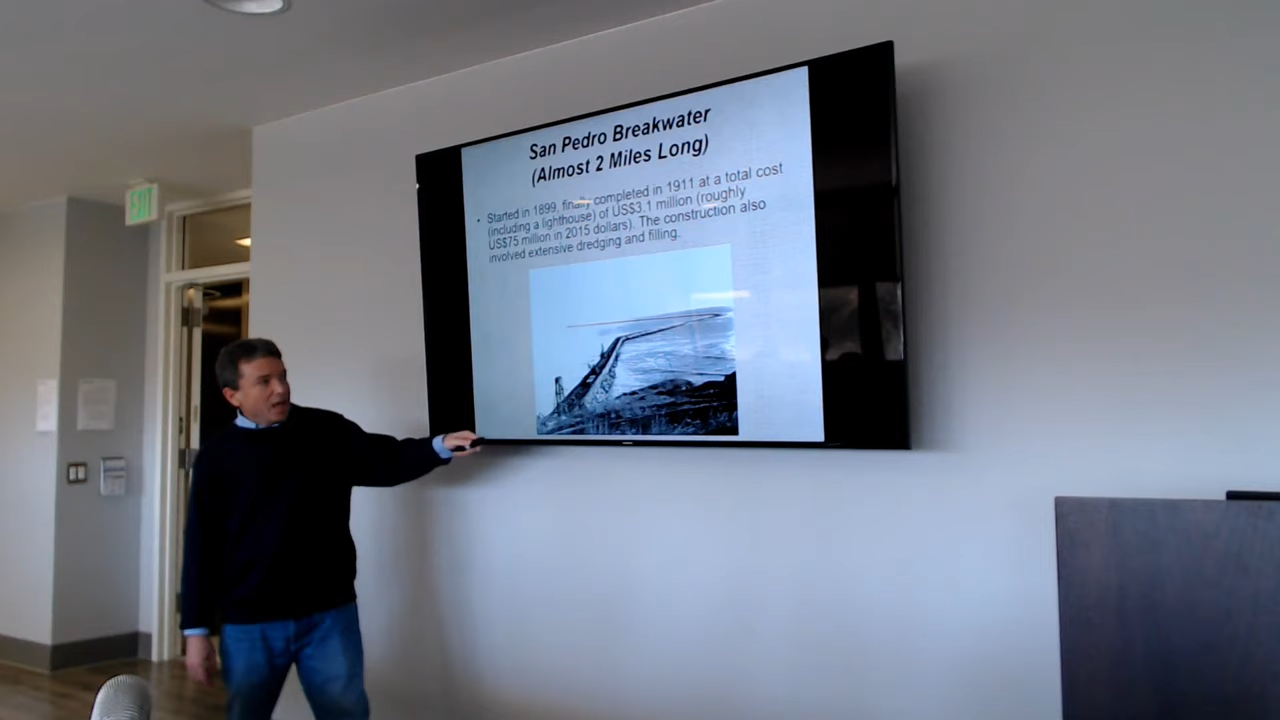 EXIT
San Pedro Breakwater
(Almost 2 Miles Long)
• Started in 1899, finally completed in 1911 at a total cost
(including a lighthouse) of US$3.1 million (roughly
US$75 million in 2015 dollars). The construction also
involved extensive dredging and filling.